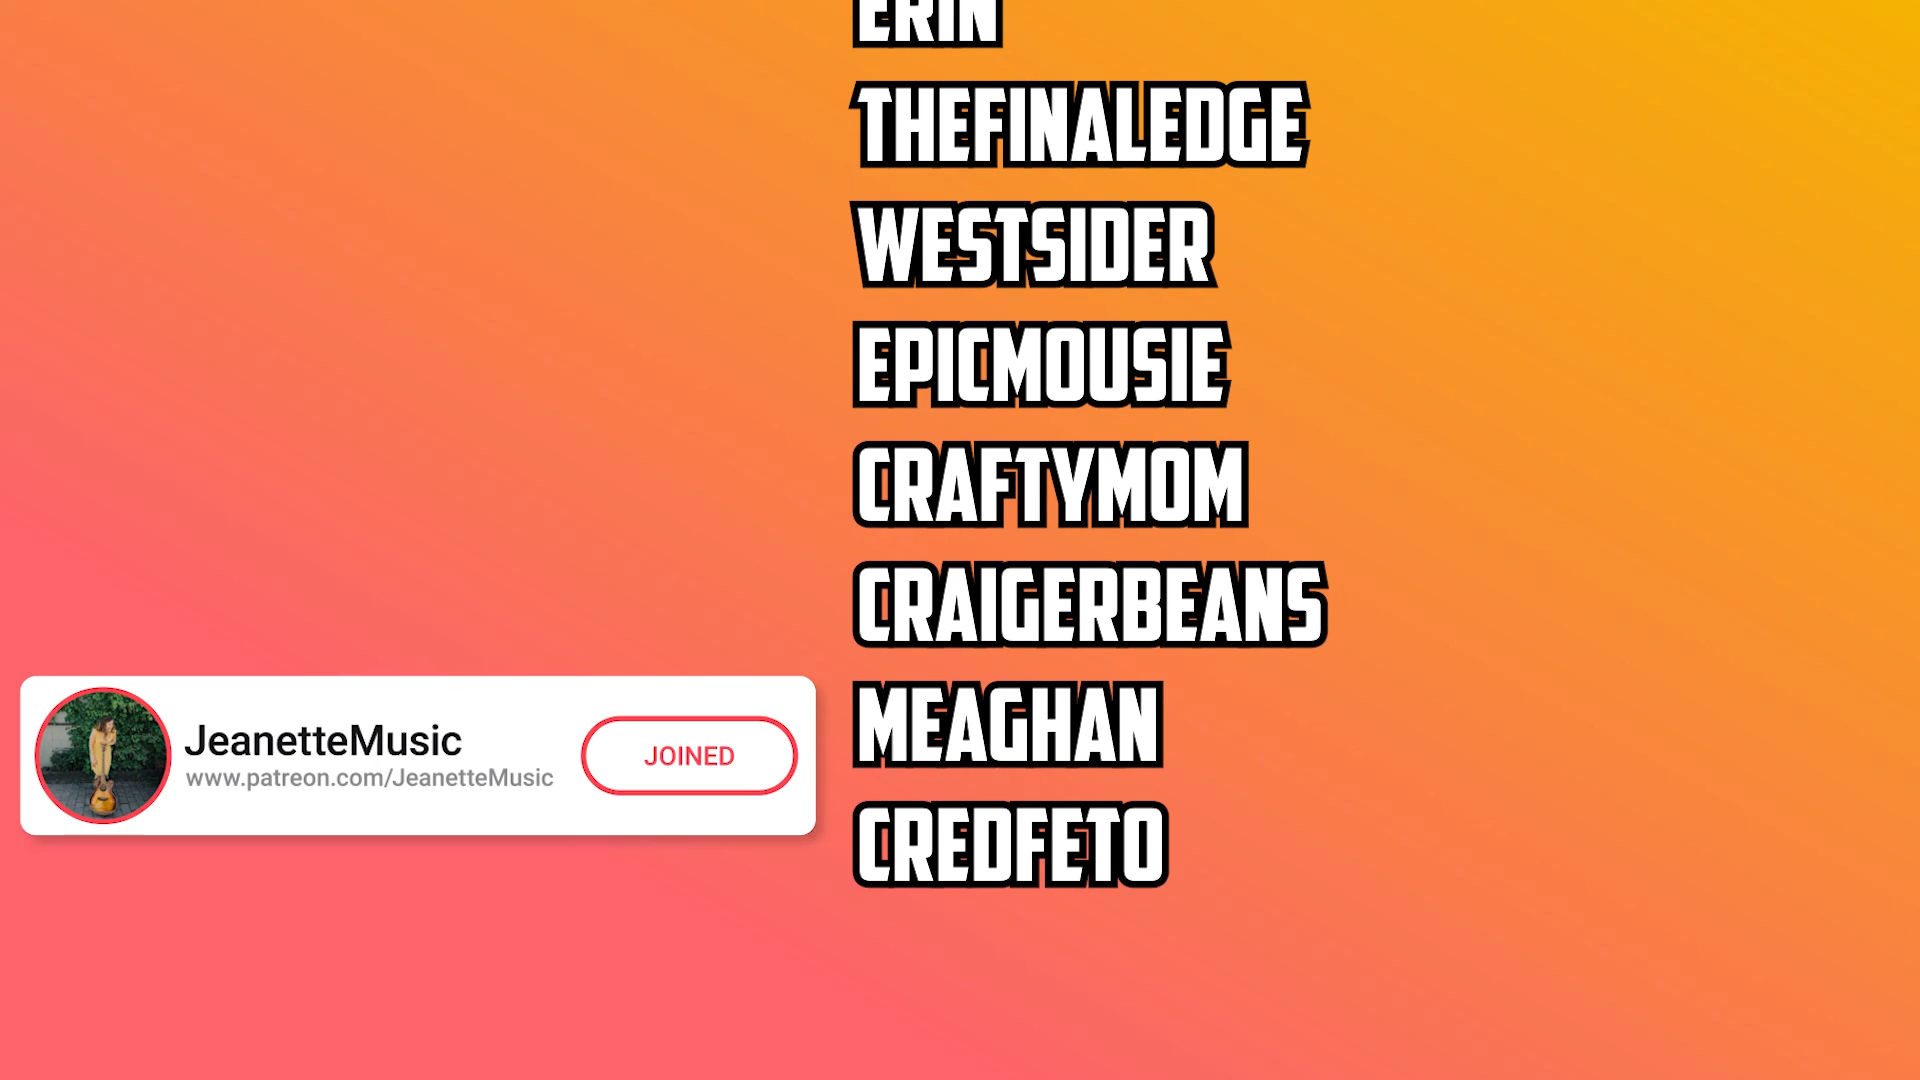 ERIN
THEFINALEDGE
WESTSIDER
EPICMOUSIE
CRAFTYMOM
CRAIGERBEANS
MEAGHAN
CREDFETO
JeanetteMusic
www.patreon.com/JeanetteMusic
JOINED